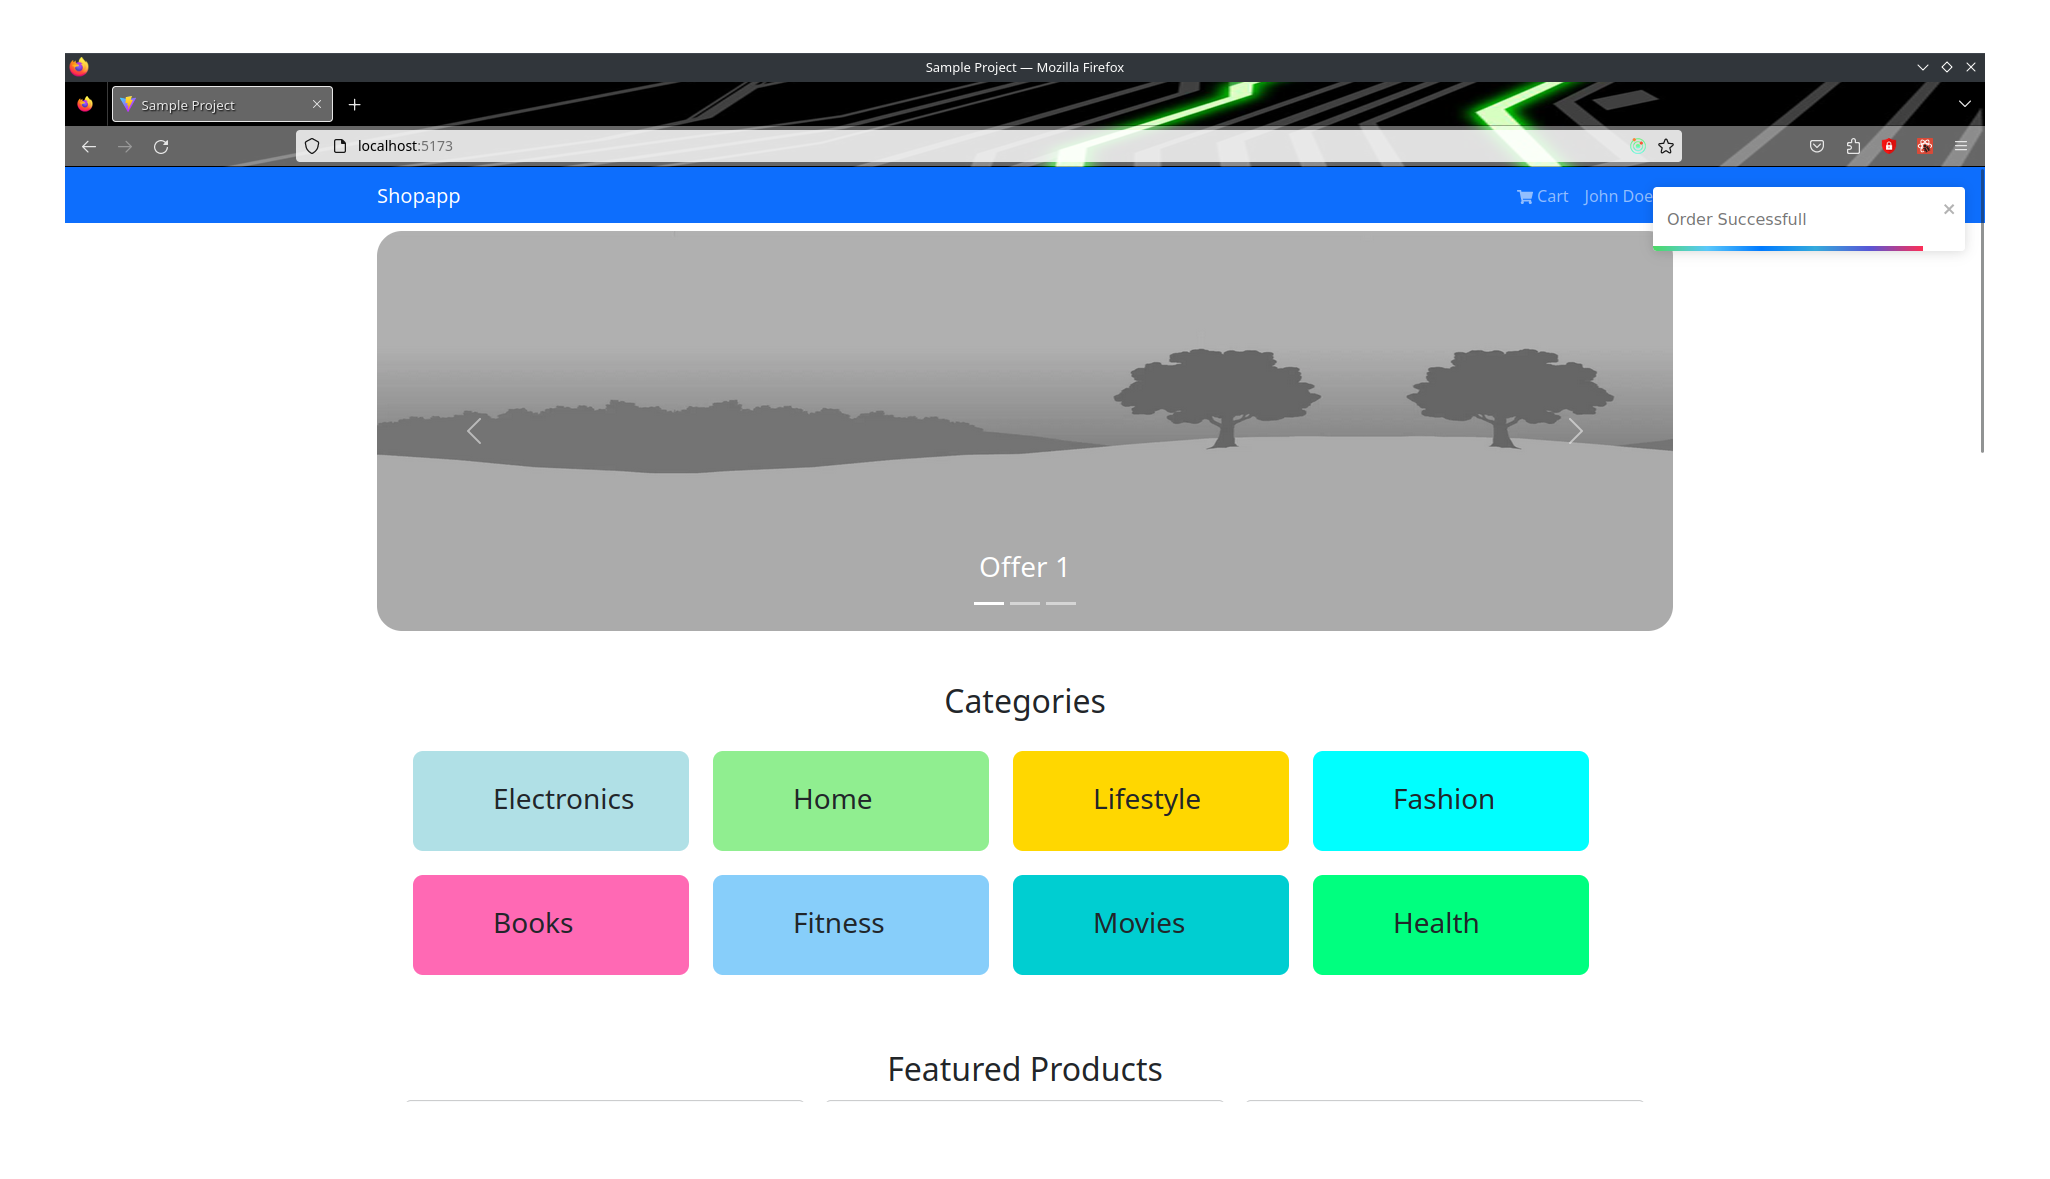 Sample Project — Mozilla Firefox
Sample Project
localhost:5173
Shopapp
Cart John Doe
Order Successfull
Offer 1
Categories
Electronics
Home
Lifestyle
Fashion
Books
Fitness
Movies
Health
Featured Products